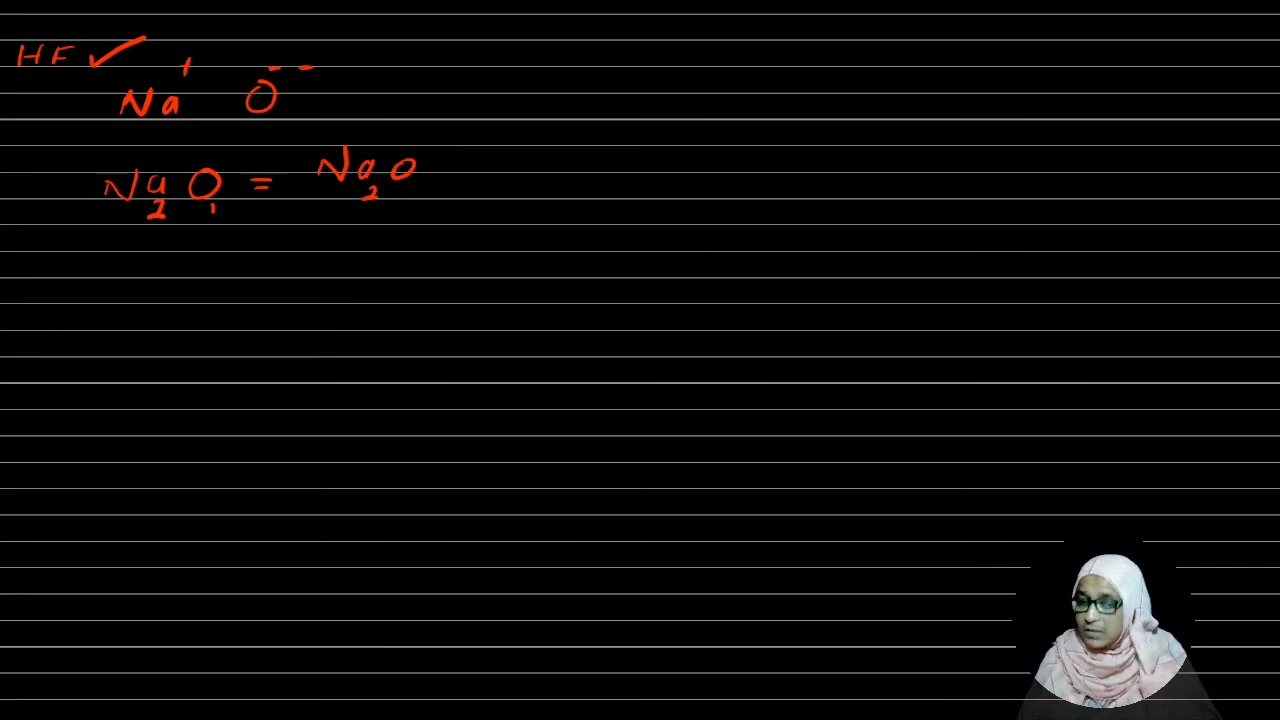 HF ✓
Na⁺ O⁻⁻
Na₂O₁ = Na₂O